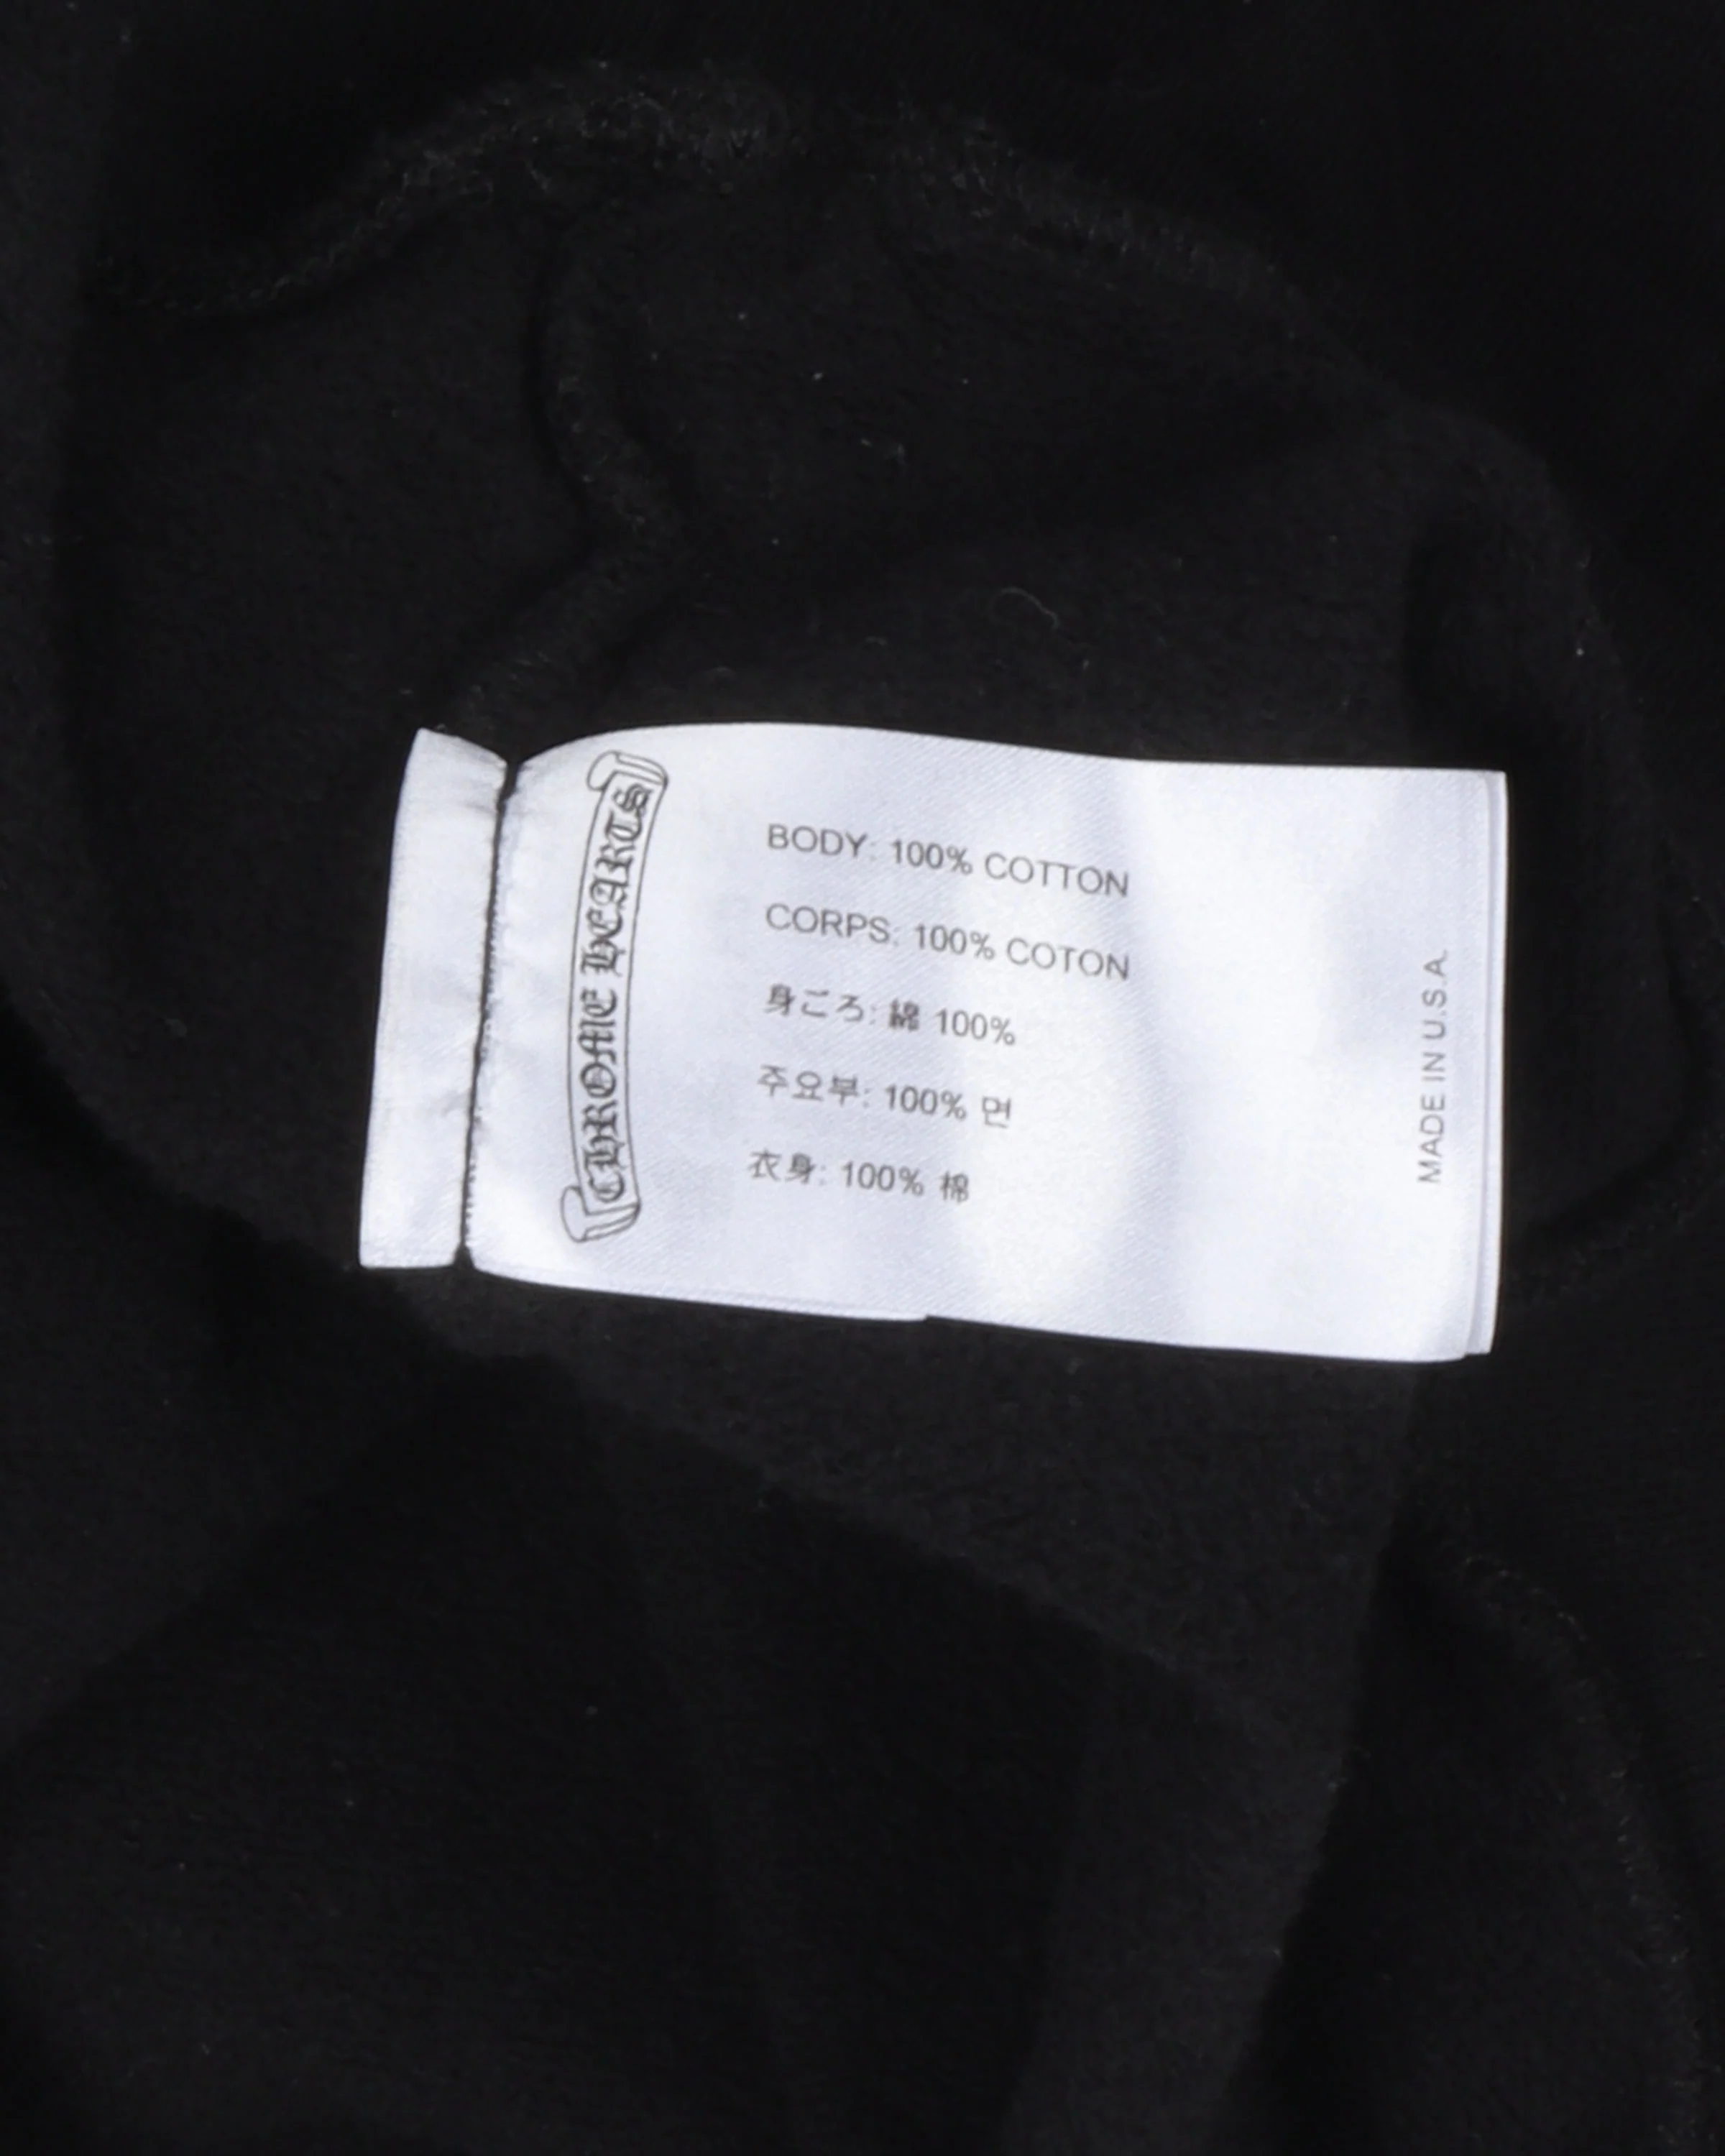 CHROME HEARTS
BODY: 100% COTTON
CORPS: 100% COTON
身ごろ: 綿 100%
주요부: 100% 면
衣身: 100% 棉
MADE IN U.S.A.